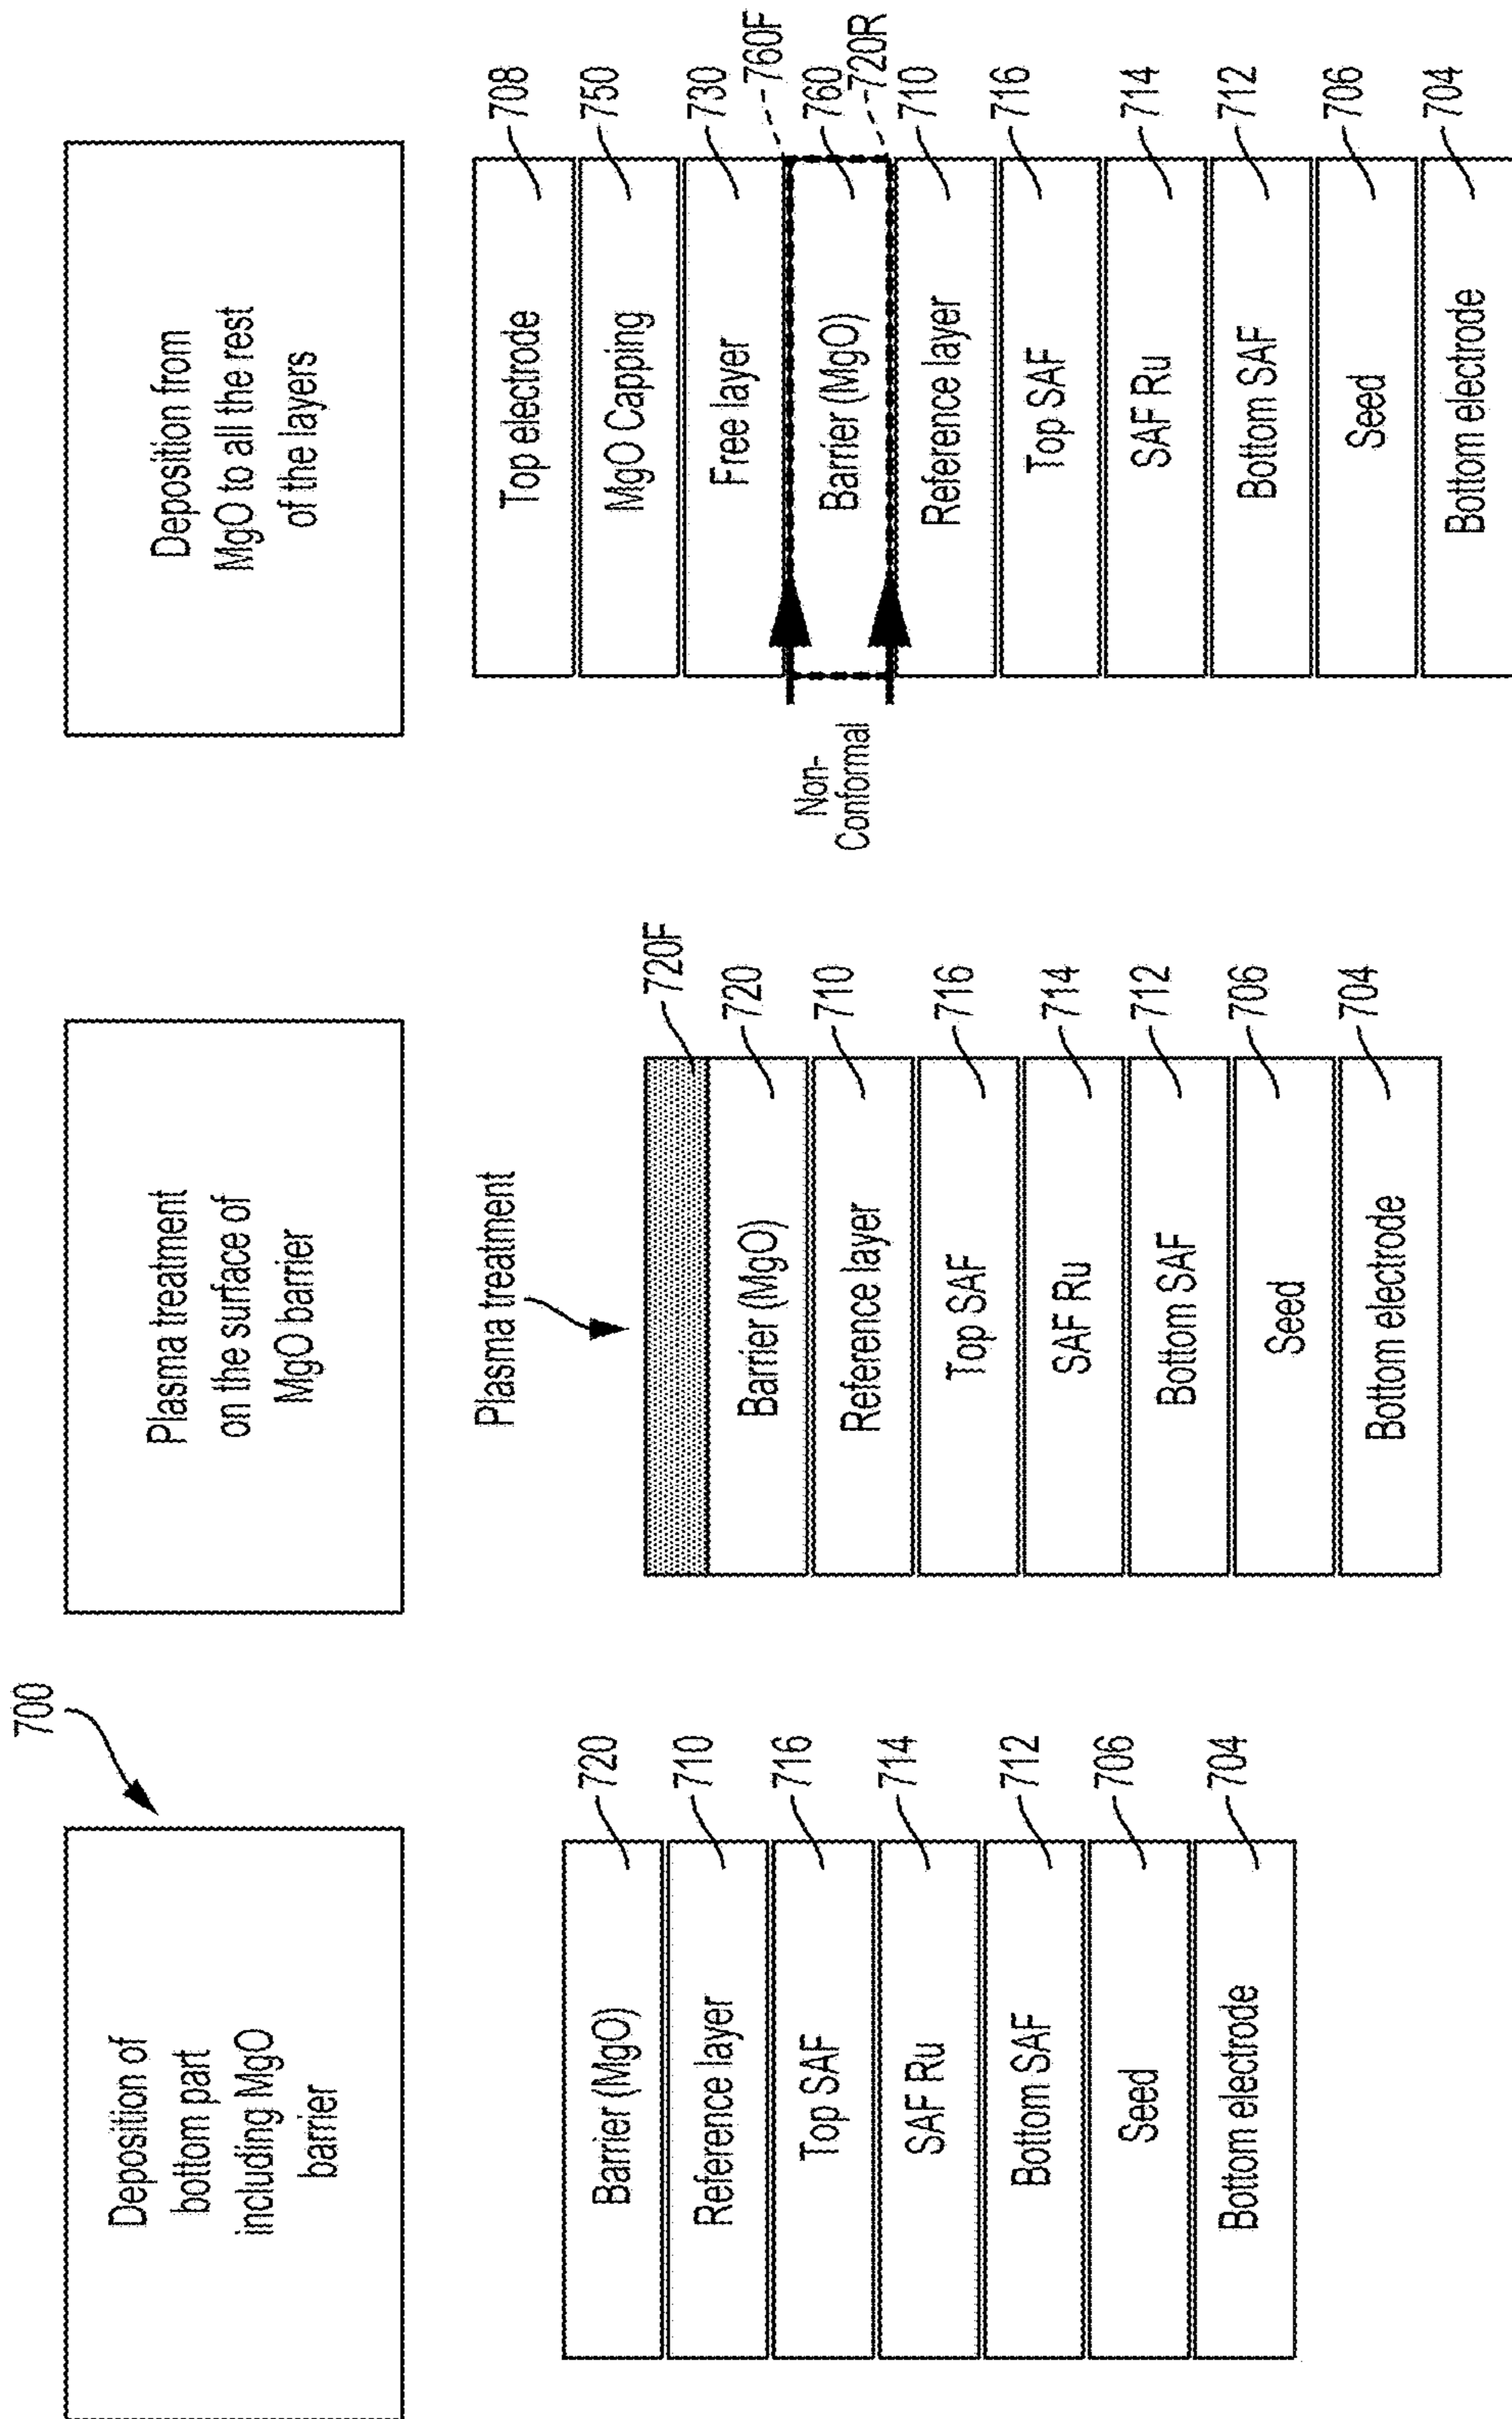 700
Deposition of
bottom part
including MgO
barrier
Barrier (MgO)
720
Reference layer
710
Top SAF
716
SAF Ru
714
Bottom SAF
712
Seed
706
Bottom electrode
704
Plasma treatment
on the surface of
MgO barrier
Plasma treatment
720F
Barrier (MgO)
720
Reference layer
710
Top SAF
716
SAF Ru
714
Bottom SAF
712
Seed
706
Bottom electrode
704
Deposition from
MgO to all the rest
of the layers
Top electrode
708
MgO Capping
750
Free layer
730
760F
Non-
Conformal
Barrier (MgO)
760
720R
Reference layer
710
Top SAF
716
SAF Ru
714
Bottom SAF
712
Seed
706
Bottom electrode
704